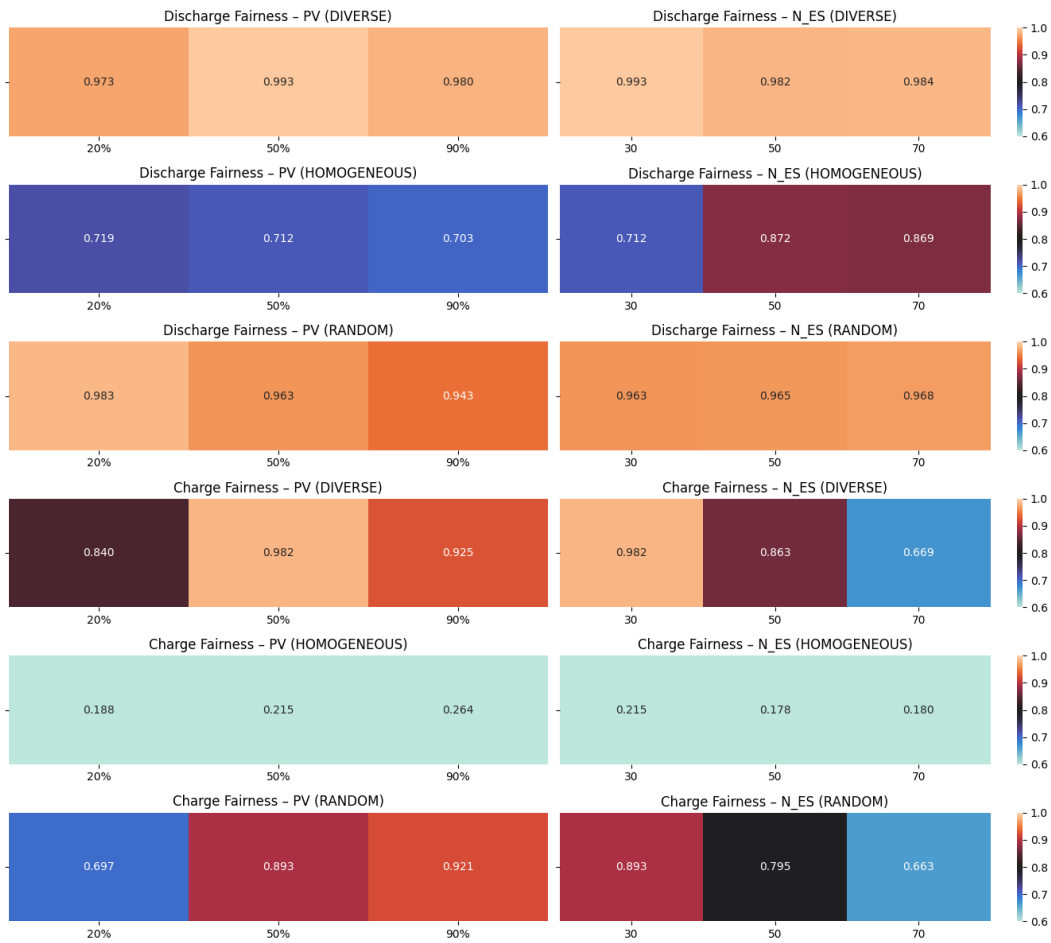 Discharge Fairness – PV (DIVERSE)
0.973 0.993 0.980
20% 50% 90%
Discharge Fairness – N_ES (DIVERSE)
0.993 0.982 0.984
30 50 70
1.0
0.9
0.8
0.7
0.6
Discharge Fairness – PV (HOMOGENEOUS)
0.719 0.712 0.703
20% 50% 90%
Discharge Fairness – N_ES (HOMOGENEOUS)
0.712 0.872 0.869
30 50 70
1.0
0.9
0.8
0.7
0.6
Discharge Fairness – PV (RANDOM)
0.983 0.963 0.943
20% 50% 90%
Discharge Fairness – N_ES (RANDOM)
0.963 0.965 0.968
30 50 70
1.0
0.9
0.8
0.7
0.6
Charge Fairness – PV (DIVERSE)
0.840 0.982 0.925
20% 50% 90%
Charge Fairness – N_ES (DIVERSE)
0.982 0.863 0.669
30 50 70
1.0
0.9
0.8
0.7
0.6
Charge Fairness – PV (HOMOGENEOUS)
0.188 0.215 0.264
20% 50% 90%
Charge Fairness – N_ES (HOMOGENEOUS)
0.215 0.178 0.180
30 50 70
1.0
0.9
0.8
0.7
0.6
Charge Fairness – PV (RANDOM)
0.697 0.893 0.921
20% 50% 90%
Charge Fairness – N_ES (RANDOM)
0.893 0.795 0.663
30 50 70
1.0
0.9
0.8
0.7
0.6